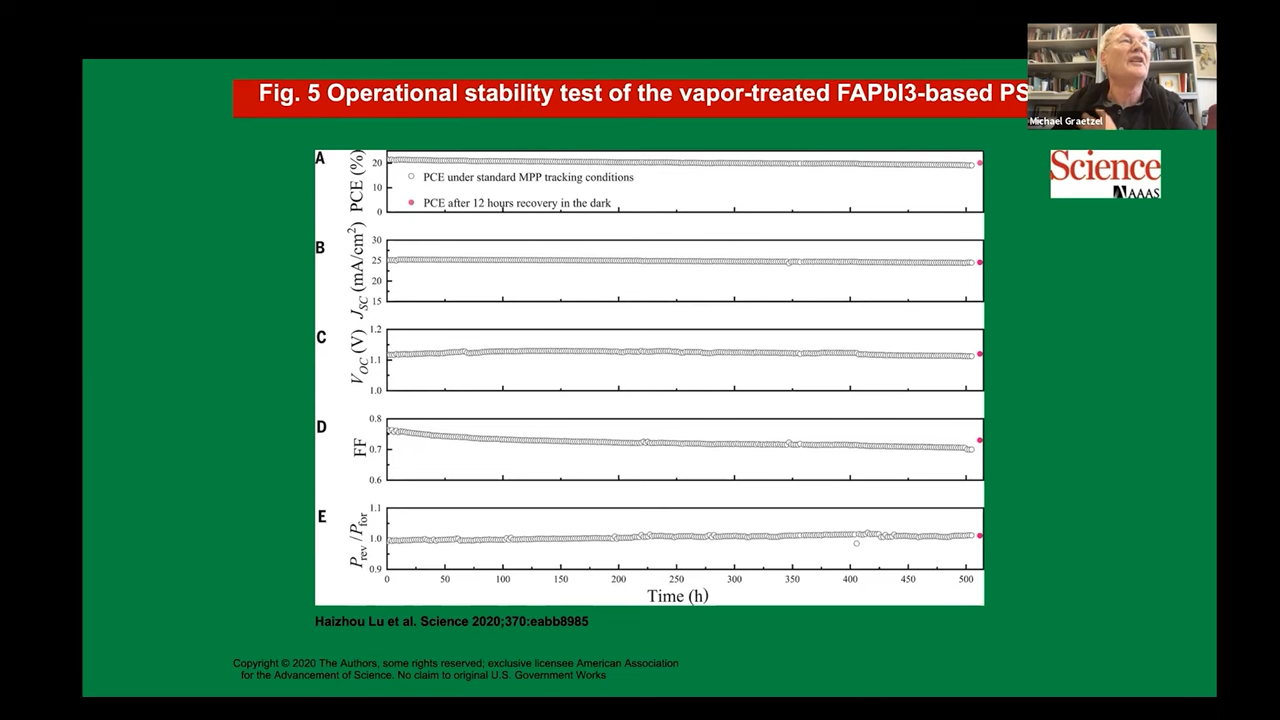 Fig. 5 Operational stability test of the vapor-treated FAPbI3-based PS
Michael Graetzel
Science
AAAS
A
PCE (%)
20
10
0
PCE under standard MPP tracking conditions
PCE after 12 hours recovery in the dark
B
JSC (mA/cm2)
30
25
20
15
C
VOC (V)
1.2
1.1
1.0
D
FF
0.8
0.7
0.6
E
Prev /Pfor
1.1
1.0
0.9
0 50 100 150 200 250 300 350 400 450 500
Time (h)
Haizhou Lu et al. Science 2020;370:eabb8985
Copyright © 2020 The Authors, some rights reserved; exclusive licensee American Association
for the Advancement of Science. No claim to original U.S. Government Works